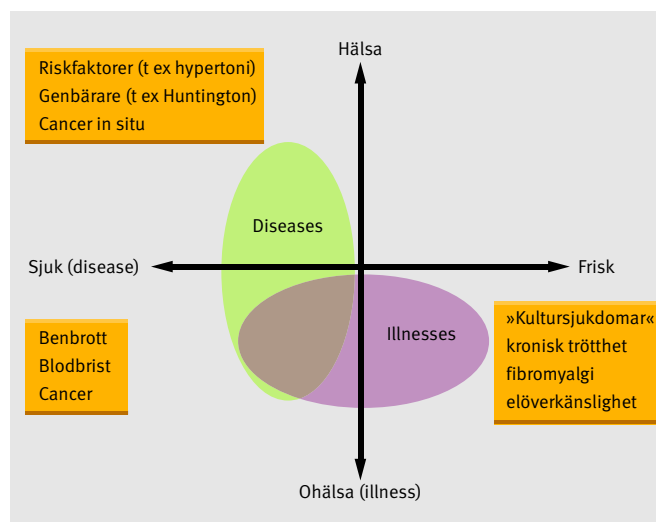 Hälsa
Riskfaktorer (t ex hypertoni)
Genbärare (t ex Huntington)
Cancer in situ
Diseases
Sjuk (disease)
Frisk
Benbrott
Blodbrist
Cancer
Illnesses
»Kultursjukdomar«
kronisk trötthet
fibromyalgi
elöverkänslighet
Ohälsa (illness)